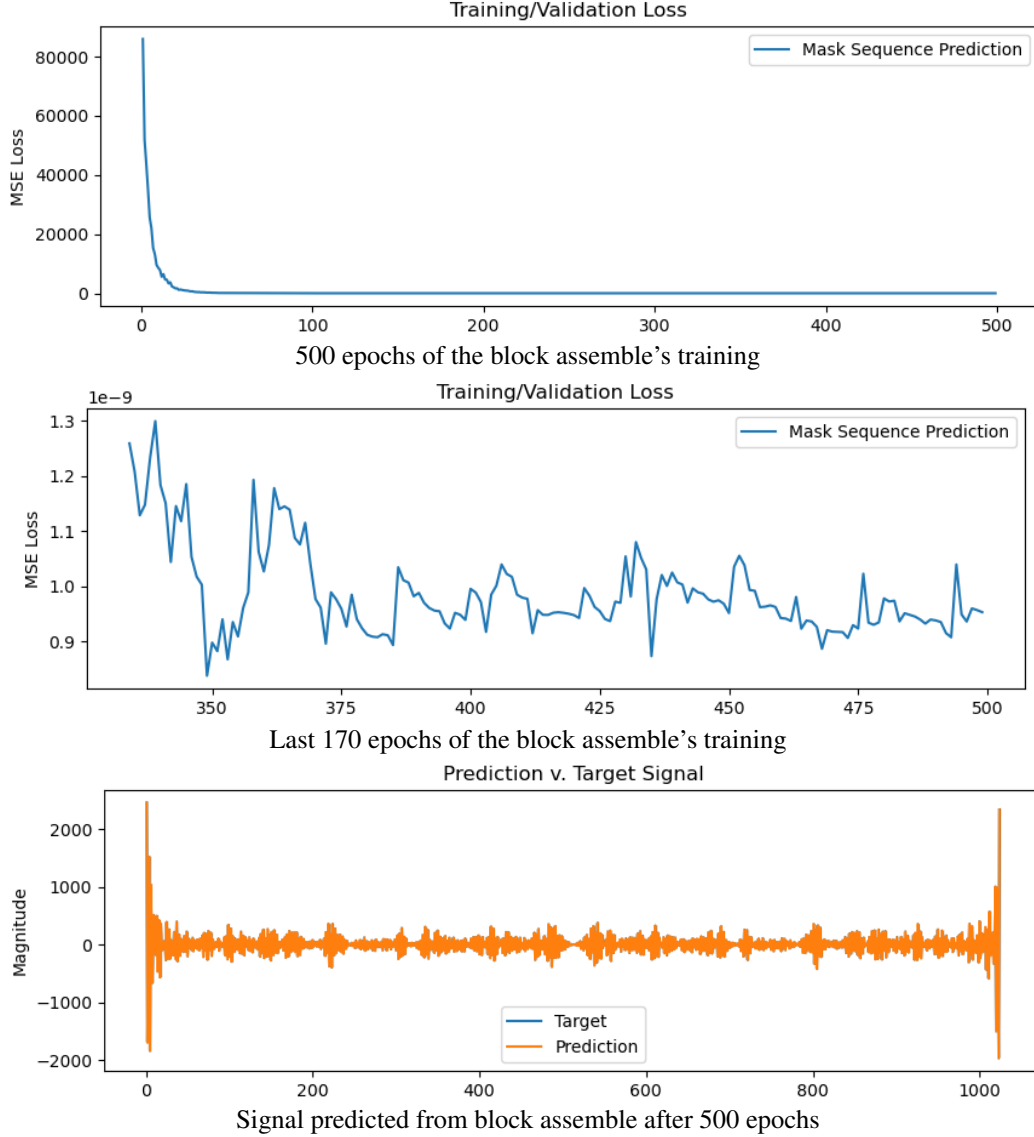 Training/Validation Loss
Mask Sequence Prediction
MSE Loss
80000
60000
40000
20000
0
0 100 200 300 400 500
500 epochs of the block assemble's training
Training/Validation Loss
1e−9
Mask Sequence Prediction
MSE Loss
1.3
1.2
1.1
1.0
0.9
350 375 400 425 450 475 500
Last 170 epochs of the block assemble's training
Prediction v. Target Signal
Magnitude
2000
1000
0
−1000
−2000
Target
Prediction
0 200 400 600 800 1000
Signal predicted from block assemble after 500 epochs